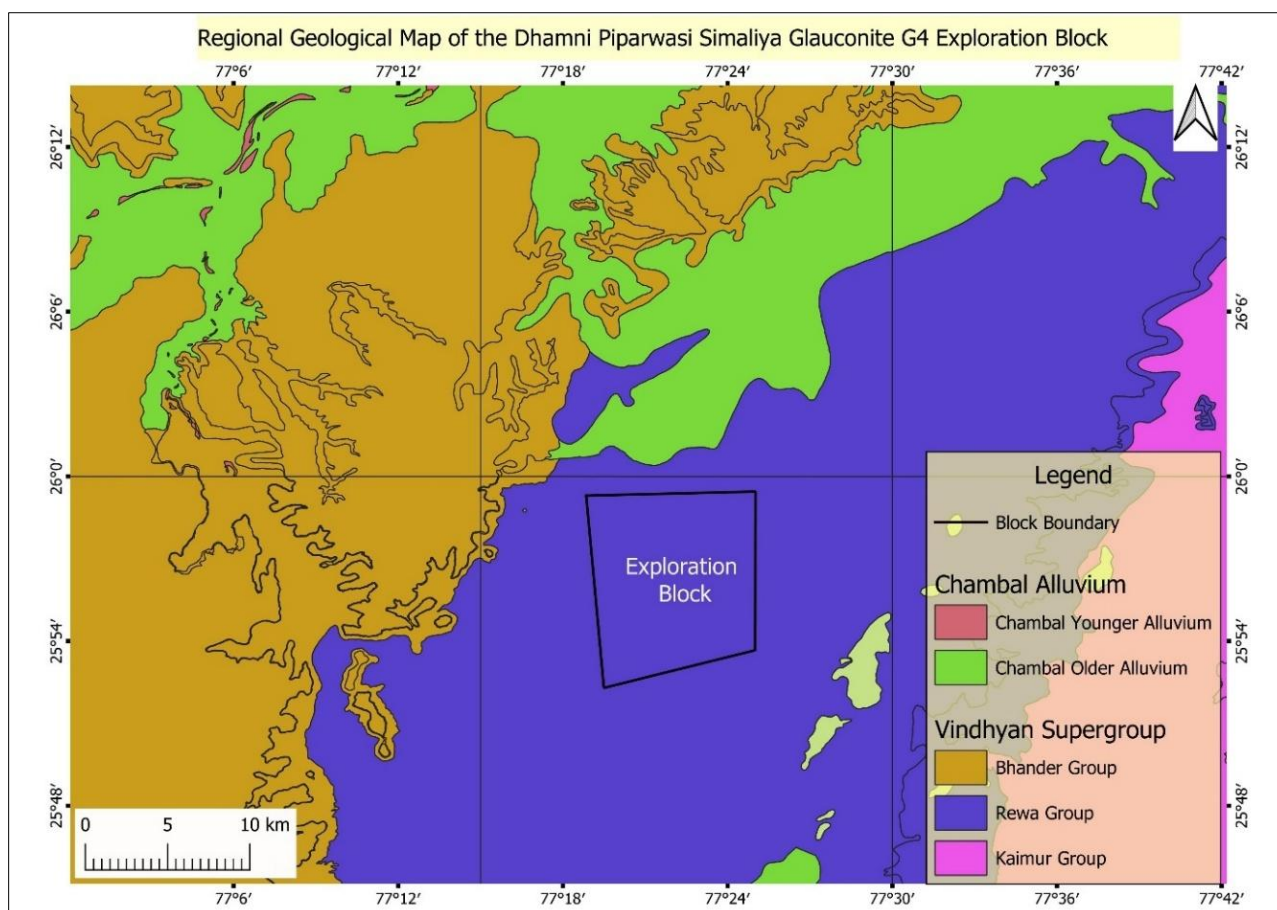 Regional Geological Map of the Dhamni Piparwasi Simaliya Glauconite G4 Exploration Block
77°6′ 77°12′ 77°18′ 77°24′ 77°30′ 77°36′ 77°42′
26°12′ 26°12′
26°6′ 26°6′
26°0′ 26°0′
Exploration
Block
25°54′ 25°54′
25°48′ 25°48′
Legend
Block Boundary
Chambal Alluvium
Chambal Younger Alluvium
Chambal Older Alluvium
Vindhyan Supergroup
Bhander Group
Rewa Group
Kaimur Group
0 5 10 km
77°6′ 77°12′ 77°18′ 77°24′ 77°30′ 77°36′ 77°42′